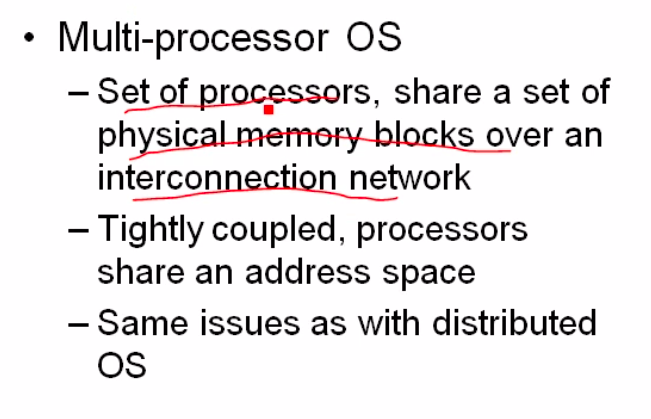 • Multi-processor OS
– Set of processors, share a set of
physical memory blocks over an
interconnection network
– Tightly coupled, processors
share an address space
– Same issues as with distributed
OS